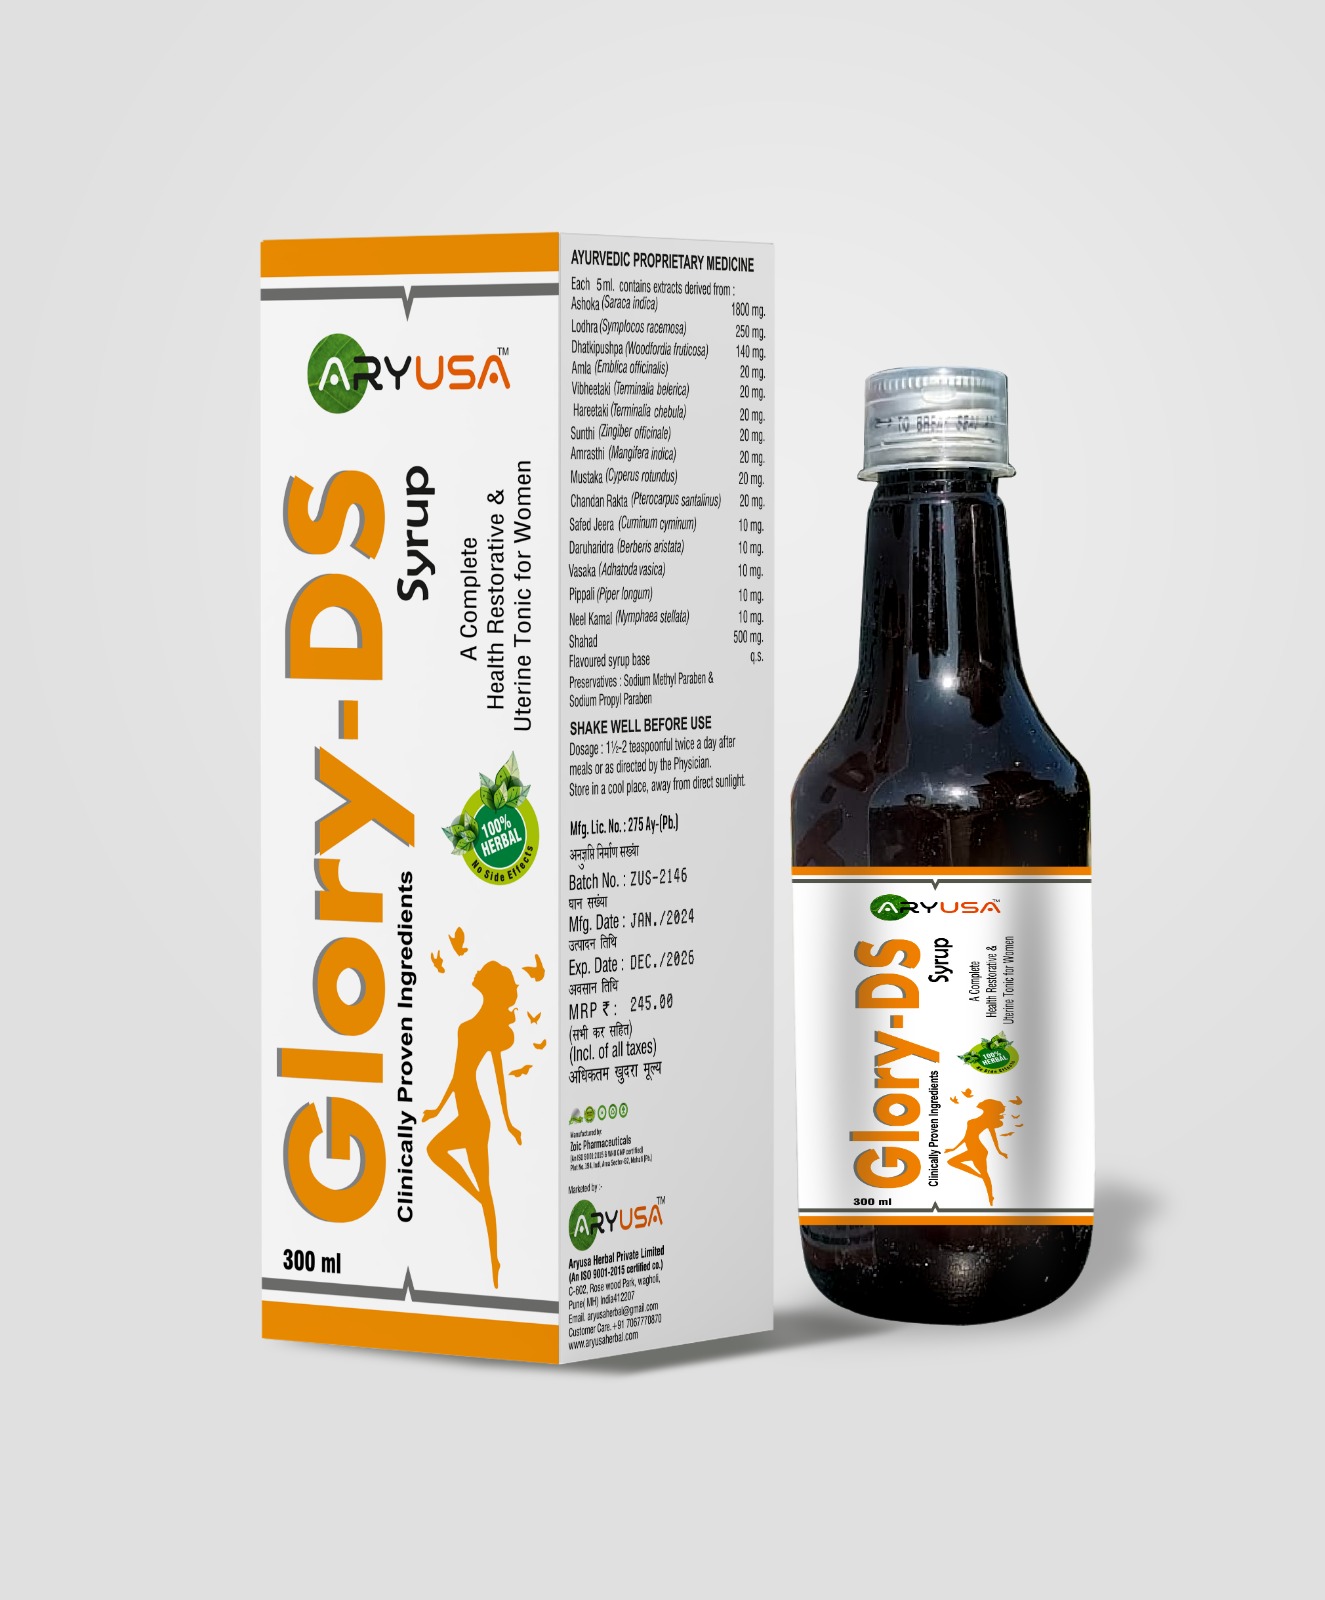 ARYUSA™
Glory-DS
Syrup
Clinically Proven Ingredients
A Complete
Health Restorative &
Uterine Tonic for Women
100%
HERBAL
No Side Effects
300 ml
AYURVEDIC PROPRIETARY MEDICINE
Each 5ml. contains extracts derived from :
Ashoka (Saraca indica) 1800 mg.
Lodhra (Symplocos racemosa) 250 mg.
Dhatkipushpa (Woodfordia fruticosa) 140 mg.
Amla (Emblica officinalis) 20 mg.
Vibheetaki (Terminalia belerica) 20 mg.
Hareetaki (Terminalia chebula) 20 mg.
Sunthi (Zingiber officinale) 20 mg.
Amrasthi (Mangifera indica) 20 mg.
Mustaka (Cyperus rotundus) 20 mg.
Chandan Rakta (Pterocarpus santalinus) 20 mg.
Safed Jeera (Cuminum cyminum) 10 mg.
Daruharidra (Berberis aristata) 10 mg.
Vasaka (Adhatoda vasica) 10 mg.
Pippali (Piper longum) 10 mg.
Neel Kamal (Nymphaea stellata) 10 mg.
Shahad 500 mg.
Flavoured syrup base q.s.
Preservatives : Sodium Methyl Paraben &
Sodium Propyl Paraben
SHAKE WELL BEFORE USE
Dosage : 1½-2 teaspoonful twice a day after
meals or as directed by the Physician.
Store in a cool place, away from direct sunlight.
Mfg. Lic. No. : 275 Ay-(Pb.)
अनुज्ञप्ति निर्माण सख्यंा
Batch No. : ZUS-2146
घान सख्ंया
Mfg. Date : JAN./2024
उत्पादन तिथि
Exp. Date : DEC./2026
अवसान तिथि
MRP ₹ : 245.00
(सभी कर सहित)
(Incl. of all taxes)
अधिकतम खुदरा मूल्य
Manufactured by:
Zoic Pharmaceuticals
Marketed by :-
ARYUSA™
Aryusa Herbal Private Limited
(An ISO 9001-2015 certified co.)
C-602, Rose wood Park, wagholi,
Pune( MH) India412207
Email. aryusaherbal@gmail.com
Customer Care.+91 7067770870
www.aryusaherbal.com
TO BREAK SEAL
ARYUSA™
Glory-DS
Syrup
Clinically Proven Ingredients
A Complete
Health Restorative &
Uterine Tonic for Women
100%
HERBAL
No Side Effects
300 ml